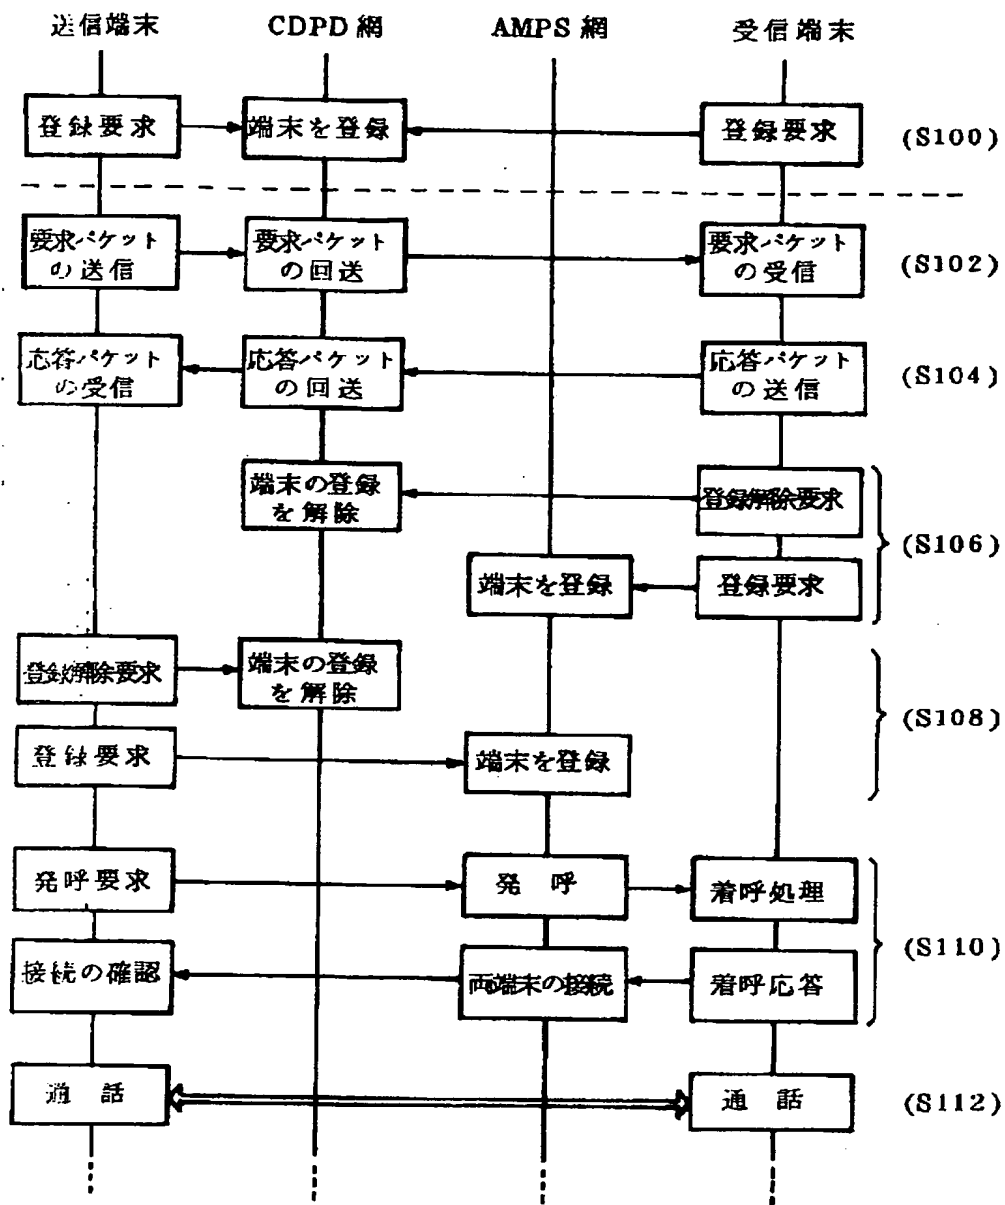 送信端末 CDPD網 AMPS網 受信端末
登録要求 端末を登録 登録要求 (S100)
要求パケット 要求パケット 要求パケット
の送信 の回送 の受信 (S102)
応答パケット 応答パケット 応答パケット
の受信 の回送 の送信 (S104)
端末の登録 登録解除要求
を解除
(S106)
端末を登録 登録要求
登録解除要求 端末の登録
を解除
(S108)
登録要求 端末を登録
発呼要求 発呼 着呼処理
(S110)
接続の確認 両端末の接続 着呼応答
通話 通話 (S112)